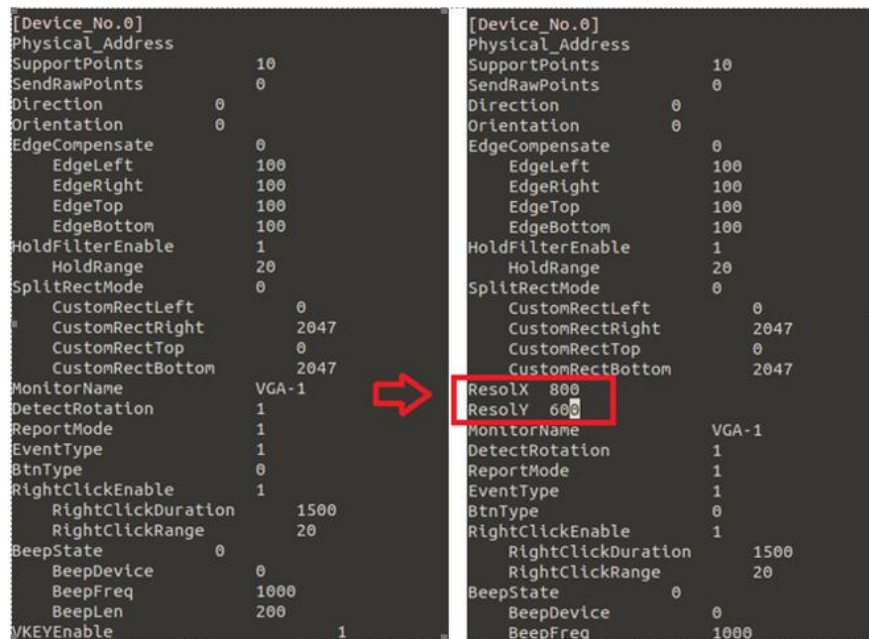 [Device_No.0]
Physical_Address
SupportPoints 10
SendRawPoints 0
Direction 0
Orientation 0
EdgeCompensate 0
EdgeLeft 100
EdgeRight 100
EdgeTop 100
EdgeBottom 100
HoldFilterEnable 1
HoldRange 20
SplitRectMode 0
CustomRectLeft 0
CustomRectRight 2047
CustomRectTop 0
CustomRectBottom 2047
MonitorName VGA-1
DetectRotation 1
ReportMode 1
EventType 1
BtnType 0
RightClickEnable 1
RightClickDuration 1500
RightClickRange 20
BeepState 0
BeepDevice 0
BeepFreq 1000
BeepLen 200
VKEYEnable 1
[Device_No.0]
Physical_Address
SupportPoints 10
SendRawPoints 0
Direction 0
Orientation 0
EdgeCompensate 0
EdgeLeft 100
EdgeRight 100
EdgeTop 100
EdgeBottom 100
HoldFilterEnable 1
HoldRange 20
SplitRectMode 0
CustomRectLeft 0
CustomRectRight 2047
CustomRectTop 0
CustomRectBottom 2047
ResolX 800
ResolY 600
MonitorName VGA-1
DetectRotation 1
ReportMode 1
EventType 1
BtnType 0
RightClickEnable 1
RightClickDuration 1500
RightClickRange 20
BeepState 0
BeepDevice 0
BeepFreq 1000